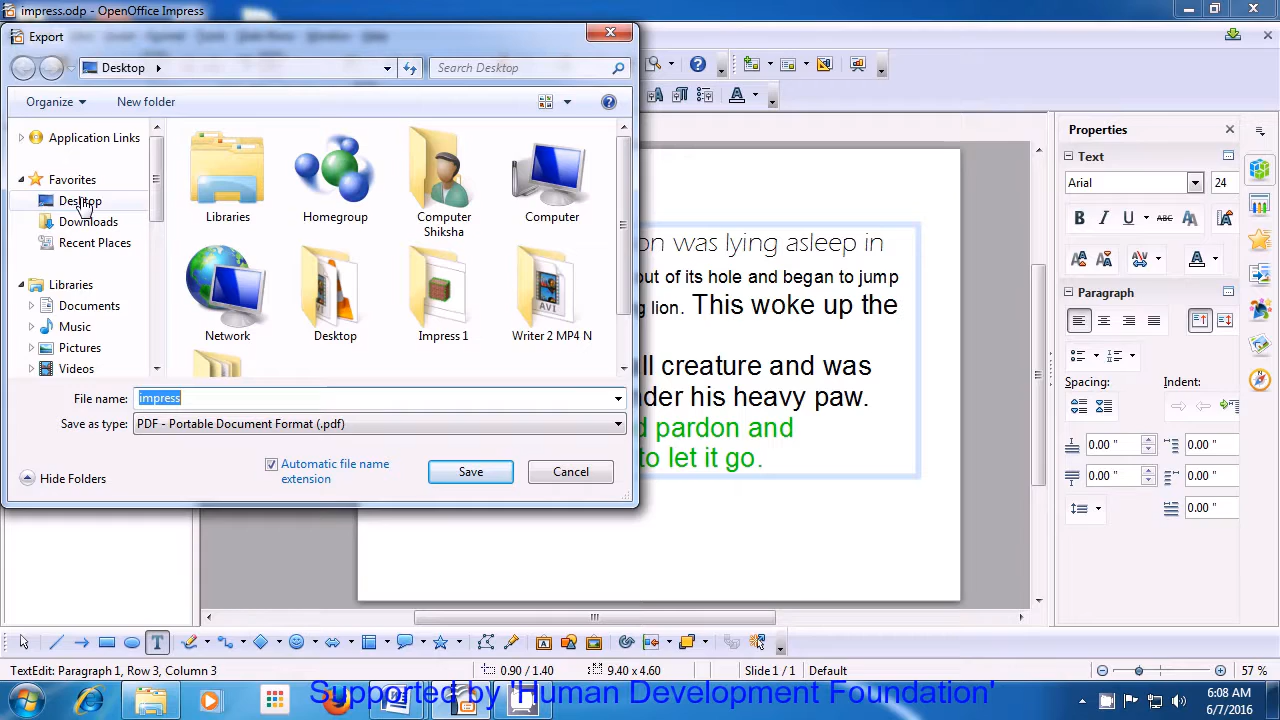 impress.odp - OpenOffice Impress
Export
Desktop
Search Desktop
Organize
New folder
Application Links
Favorites
Desktop
Downloads
Recent Places
Libraries
Documents
Music
Pictures
Videos
Libraries
Homegroup
Computer
Shiksha
Computer
Network
Desktop
Impress 1
Writer 2 MP4 N
File name:
impress
Save as type:
PDF - Portable Document Format (.pdf)
Hide Folders
Automatic file name
extension
Save
Cancel
on was lying asleep in
out of its hole and began to jump
g lion. This woke up the
ll creature and was
nder his heavy paw.
d pardon and
to let it go.
Properties
Text
Arial
24
Paragraph
Spacing:
Indent:
0.00 "
0.00 "
0.00 "
0.00 "
0.00 "
TextEdit: Paragraph 1, Row 3, Column 3
0.90 / 1.40
9.40 x 4.60
Slide 1 / 1
Default
57 %
Supported by 'Human Development Foundation'
6:08 AM
6/7/2016